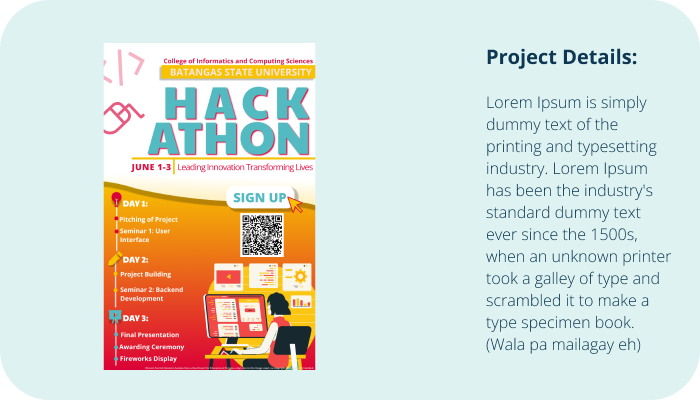 College of Informatics and Computing Sciences
BATANGAS STATE UNIVERSITY
HACK
ATHON
JUNE 1-3
Leading Innovation Transforming Lives
SIGN UP
DAY 1:
Pitching of Project
Seminar 1: User
Interface
DAY 2:
Project Building
Seminar 2: Backend
Development
DAY 3:
Final Presentation
Awarding Ceremony
Fireworks Display
Project Details:
Lorem Ipsum is simply
dummy text of the
printing and typesetting
industry. Lorem Ipsum
has been the industry's
standard dummy text
ever since the 1500s,
when an unknown printer
took a galley of type and
scrambled it to make a
type specimen book.
(Wala pa mailagay eh)